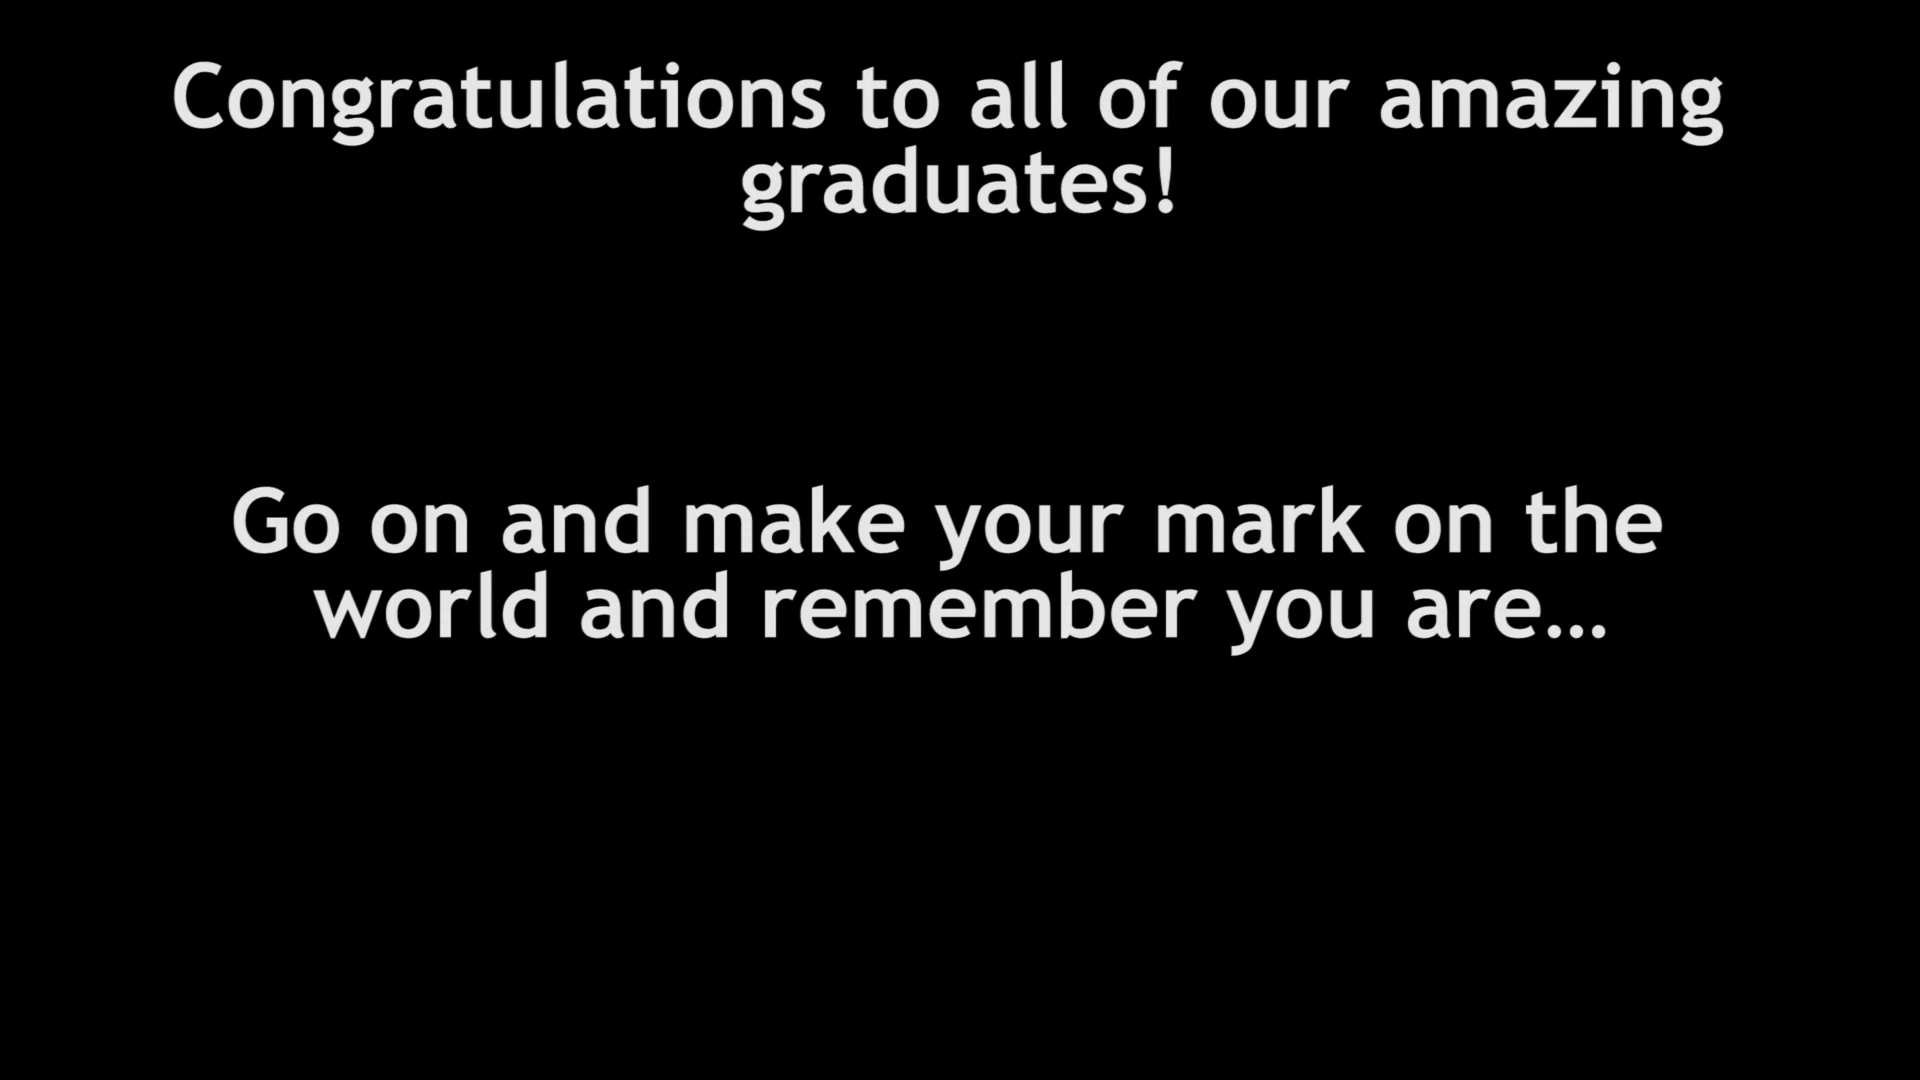 Congratulations to all of our amazing
graduates!
Go on and make your mark on the
world and remember you are...